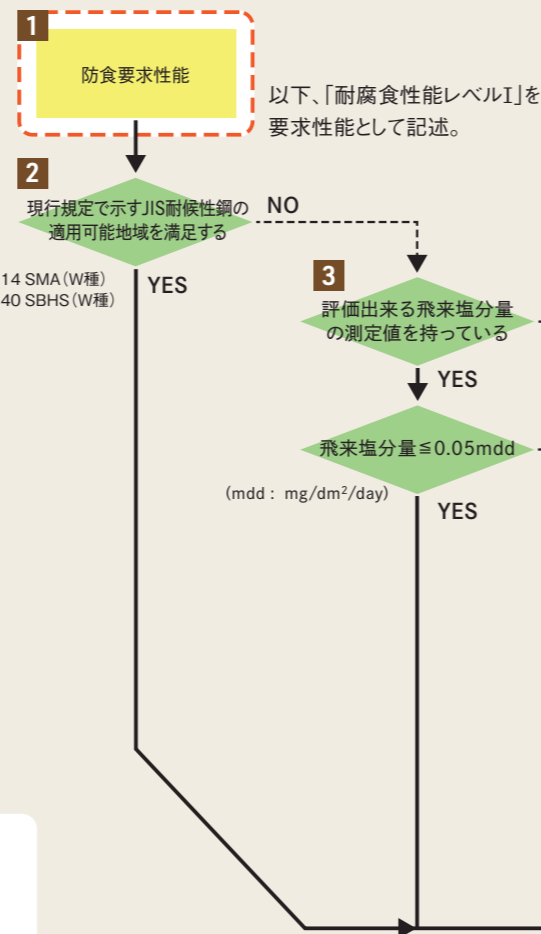 1
防食要求性能
以下、「耐腐食性能レベルⅠ」を
要求性能として記述。
2
現行規定で示すJIS耐候性鋼の
適用可能地域を満足する
NO
14 SMA（W種）
40 SBHS（W種）
YES
3
評価出来る飛来塩分量
の測定値を持っている
YES
飛来塩分量≦0.05mdd
（mdd： mg/dm²/day）
YES